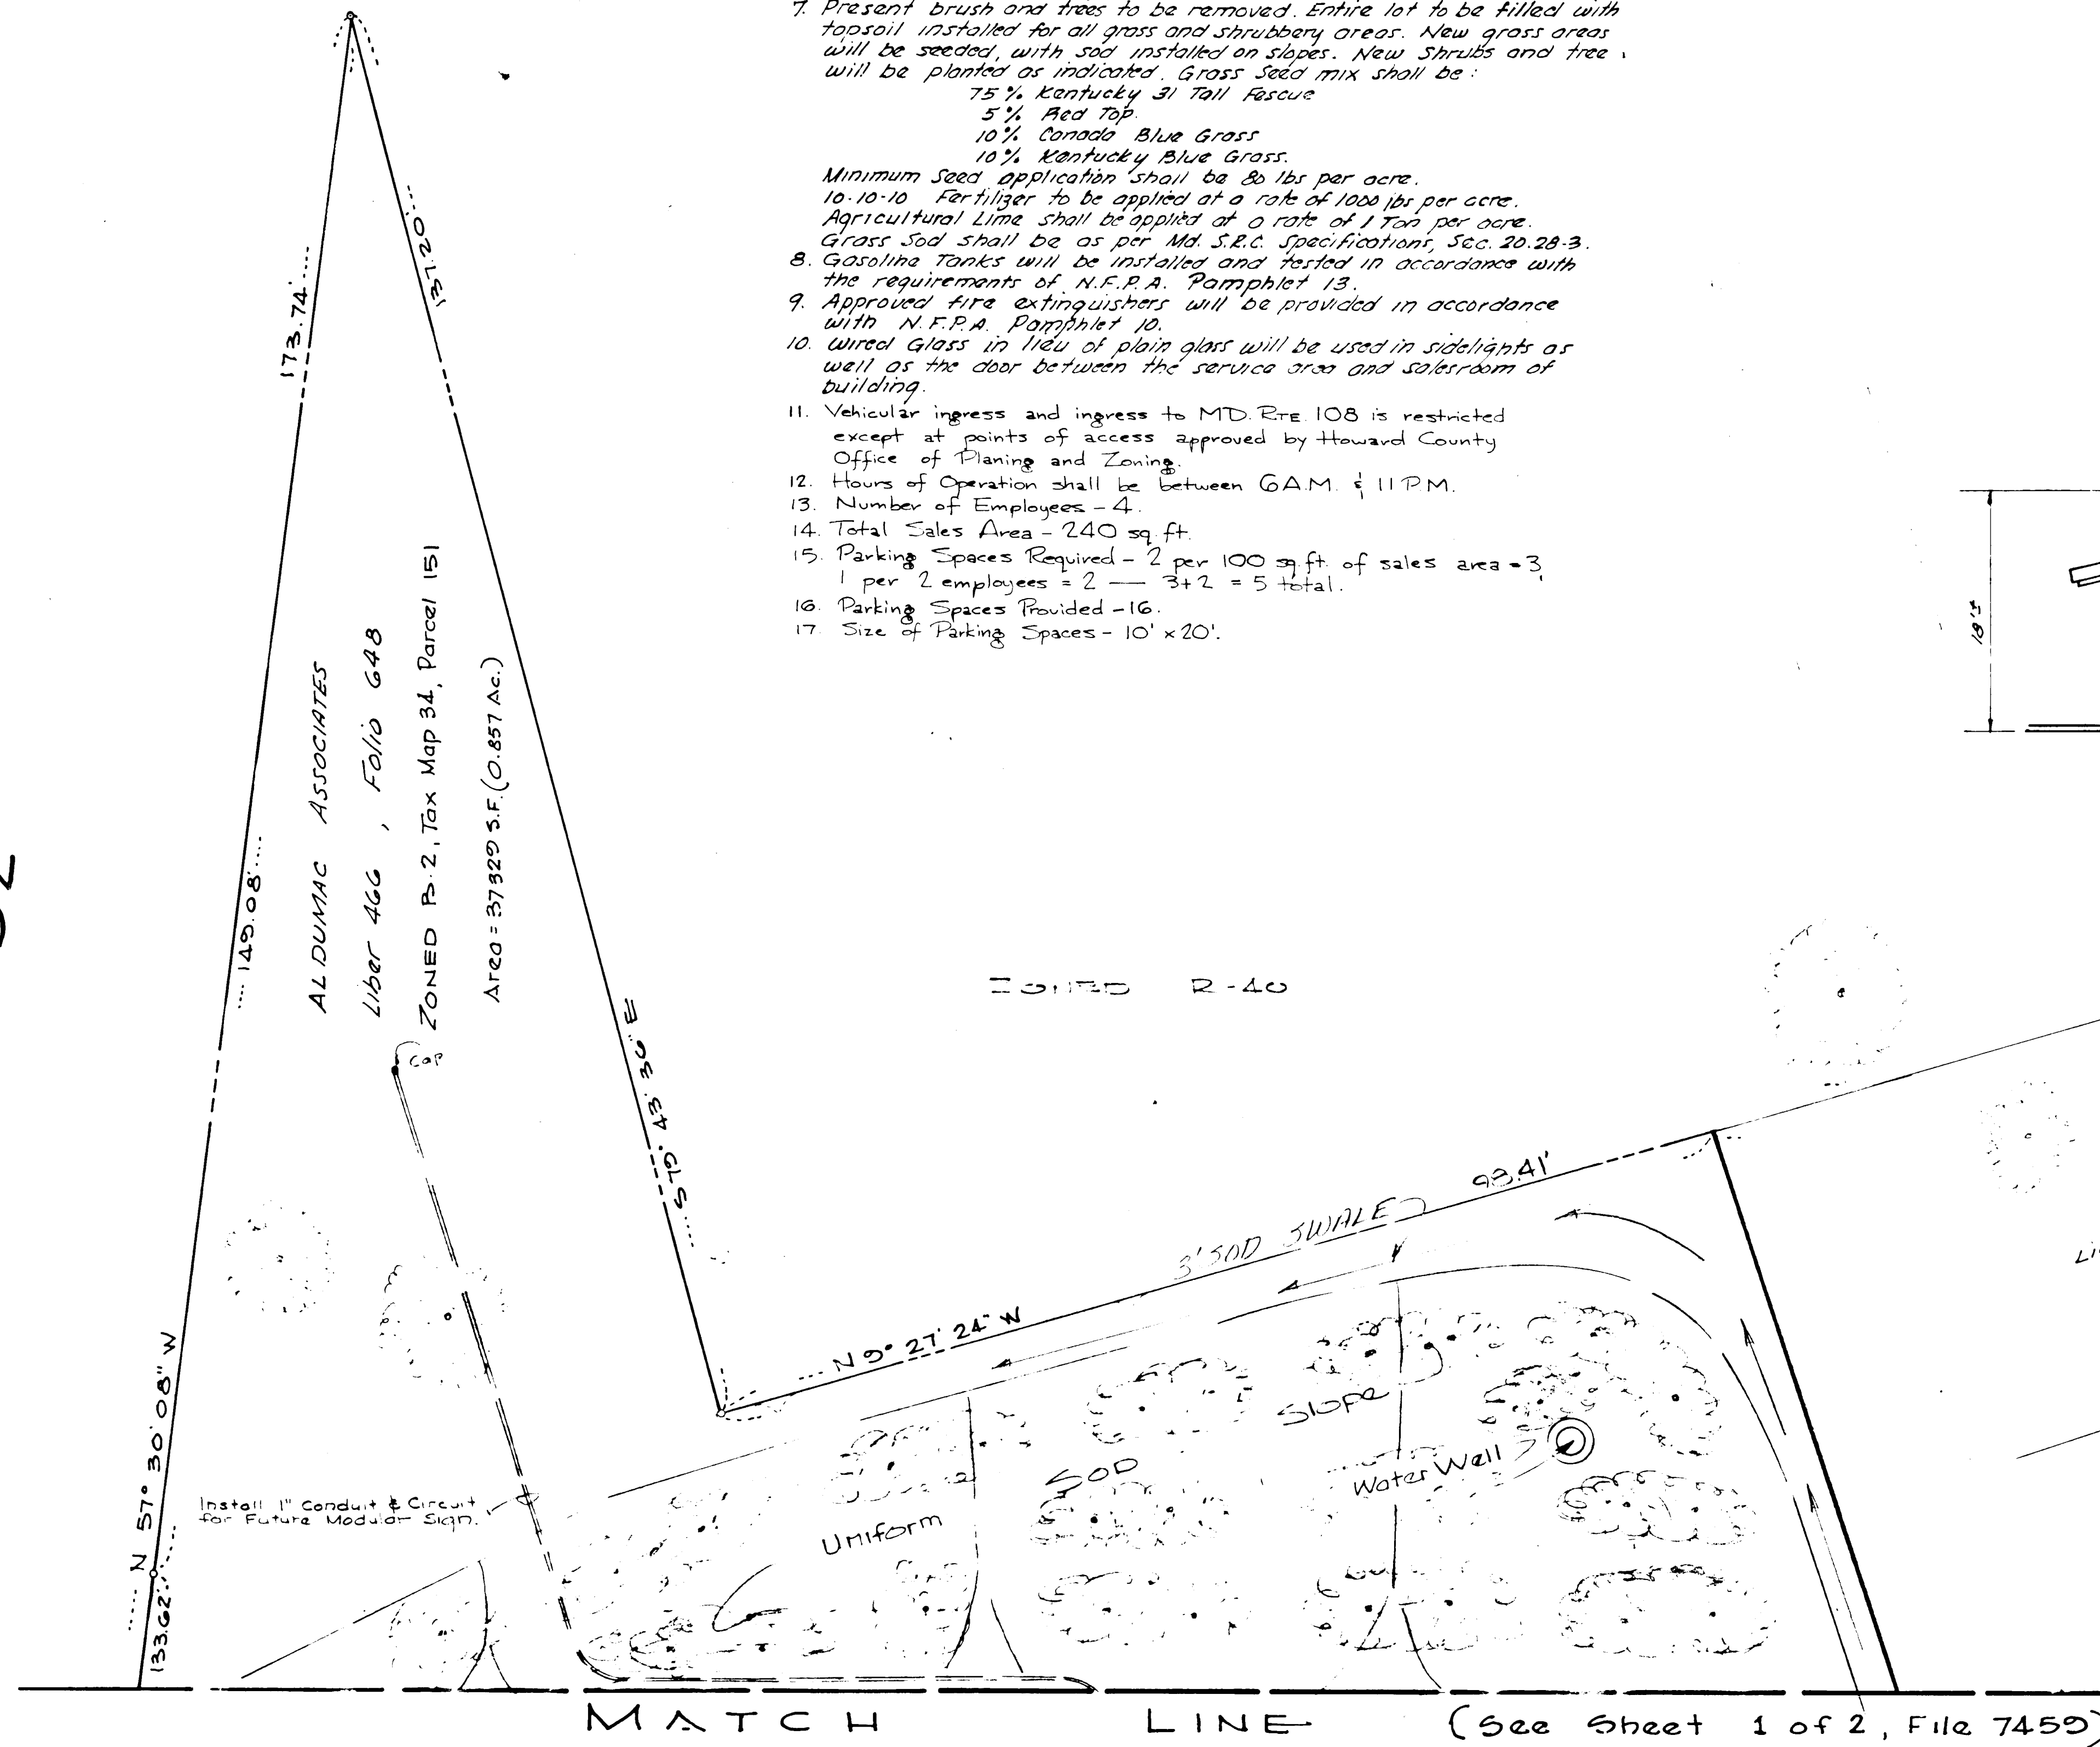 7. Present brush and trees to be removed. Entire lot to be filled with
topsoil installed for all grass and shrubbery areas. New grass areas
will be seeded, with sod installed on slopes. New Shrubs and tree
will be planted as indicated. Grass Seed mix shall be:
75% Kentucky 31 Tall Fescue
5% Red Top.
10% Canada Blue Grass
10% Kentucky Blue Grass.
Minimum Seed application shall be 80 lbs per acre.
10-10-10 Fertilizer to be applied at a rate of 1000 lbs per acre.
Agricultural Lime shall be applied at a rate of 1 Ton per acre.
Grass Sod shall be as per Md. S.R.C. Specifications, Sec. 20.28-3.
8. Gasoline Tanks will be installed and tested in accordance with
the requirements of N.F.P.A. Pamphlet 13.
9. Approved fire extinguishers will be provided in accordance
with N.F.P.A. Pamphlet 10.
10. Wired Glass in lieu of plain glass will be used in sidelights as
well as the door between the service area and salesroom of
building.
11. Vehicular ingress and ingress to MD. RTE. 108 is restricted
except at points of access approved by Howard County
Office of Planing and Zoning.
12. Hours of Operation shall be between 6 A.M. & 11 P.M.
13. Number of Employees - 4.
14. Total Sales Area - 240 sq. ft.
15. Parking Spaces Required - 2 per 100 sq. ft. of sales area = 3,
1 per 2 employees = 2 — 3+2 = 5 total.
16. Parking Spaces Provided - 16.
17. Size of Parking Spaces - 10' x 20'.
173.74'
137.20'
149.08'
ALDUMAC ASSOCIATES
Liber 466, Folio 648
ZONED B-2, Tax Map 34, Parcel 151
Area = 37329 S.F. (0.857 Ac.)
18'±
ZONED R-40
Cap
S 79° 43' 36" E
98.41'
3' SOD SWALE
N 9° 27' 24" W
N 57° 30' 08" W
133.62'
Install 1" Conduit & Circuit
for Future Modular Sign.
Uniform
SOD
Slope
Water Well
LI
MATCH LINE (See Sheet 1 of 2, File 7459)